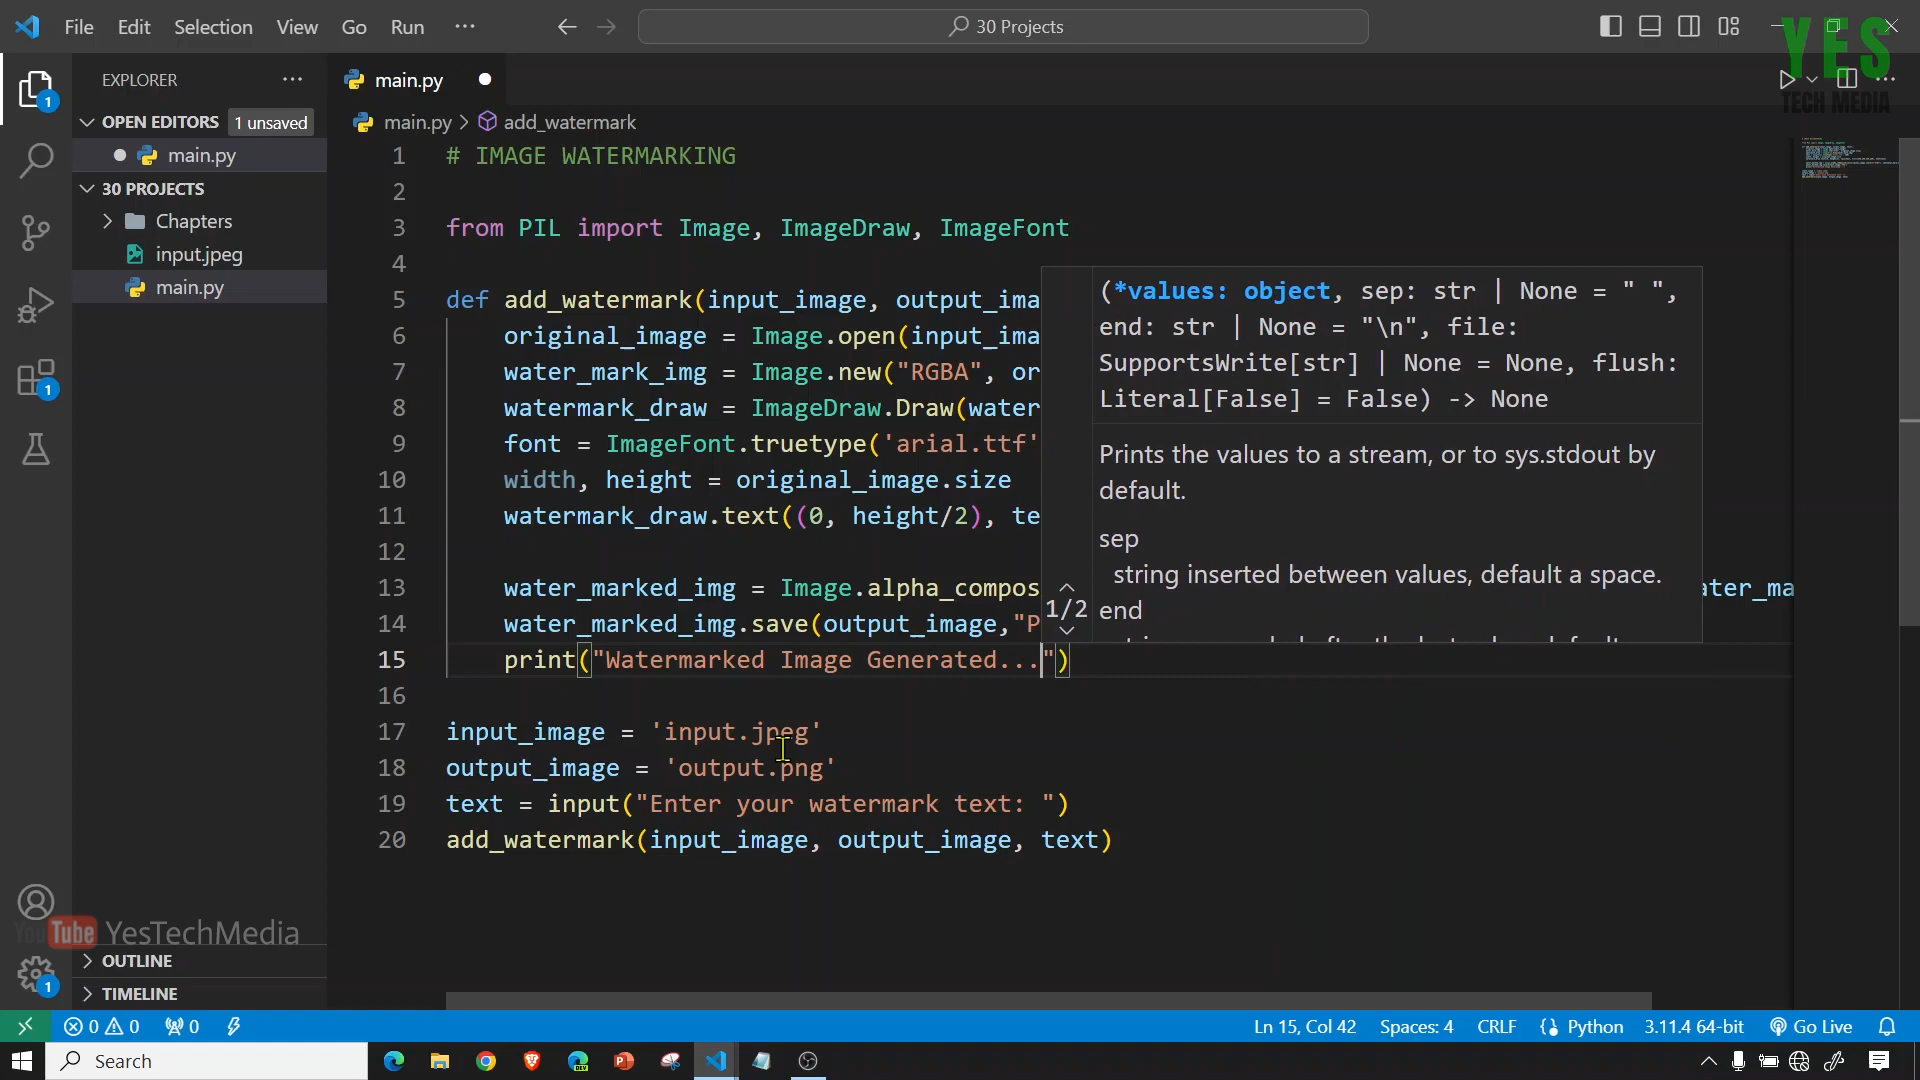 File Edit Selection View Go Run ··· 30 Projects
YES
TECH MEDIA
EXPLORER
OPEN EDITORS 1 unsaved
main.py
30 PROJECTS
Chapters
input.jpeg
main.py
OUTLINE
TIMELINE
YouTube YesTechMedia
main.py
main.py > add_watermark
1 # IMAGE WATERMARKING
2
3 from PIL import Image, ImageDraw, ImageFont
4
5 def add_watermark(input_image, output_ima
6 original_image = Image.open(input_ima
7 water_mark_img = Image.new("RGBA", or
8 watermark_draw = ImageDraw.Draw(water
9 font = ImageFont.truetype('arial.ttf'
10 width, height = original_image.size
11 watermark_draw.text((0, height/2), te
12
13 water_marked_img = Image.alpha_compos ater_ma
14 water_marked_img.save(output_image,"P
15 print("Watermarked Image Generated...")
16
17 input_image = 'input.jpeg'
18 output_image = 'output.png'
19 text = input("Enter your watermark text: ")
20 add_watermark(input_image, output_image, text)
(*values: object, sep: str | None = " ",
end: str | None = "\n", file:
SupportsWrite[str] | None = None, flush:
Literal[False] = False) -> None
Prints the values to a stream, or to sys.stdout by
default.
sep
string inserted between values, default a space.
1/2
end
0 0 0 Ln 15, Col 42 Spaces: 4 CRLF Python 3.11.4 64-bit Go Live
Search